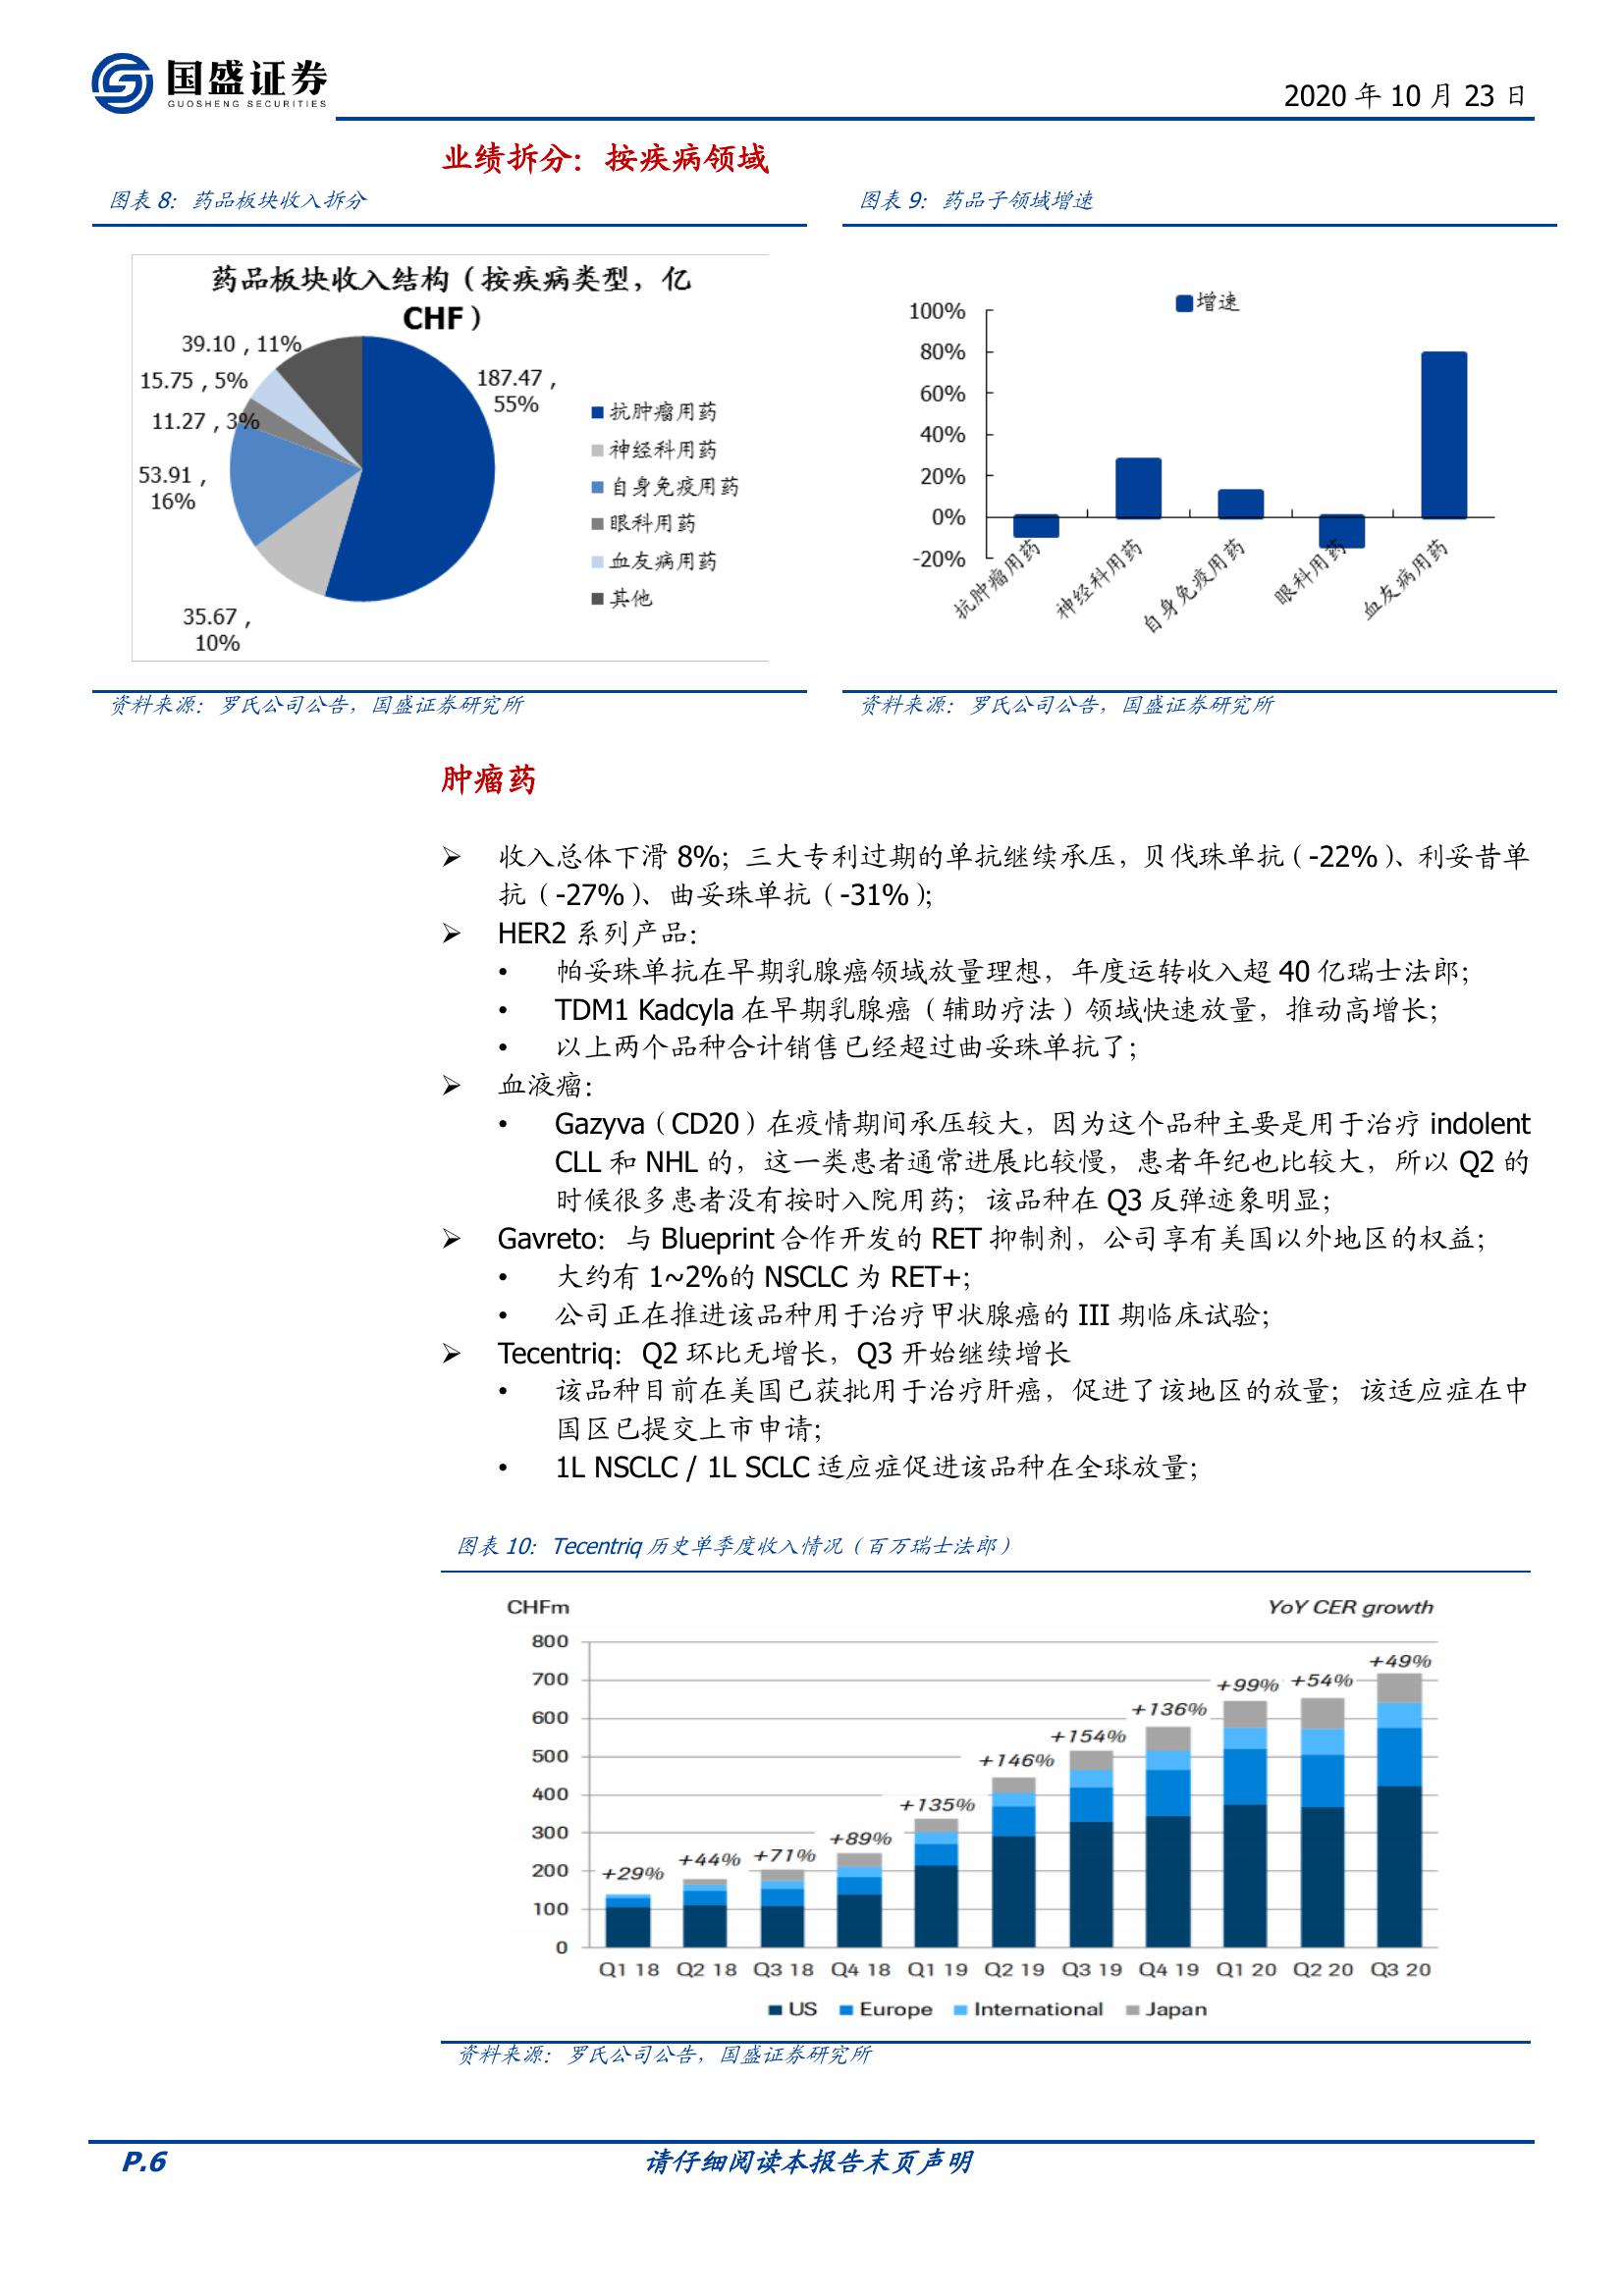 国盛证券
GUOSHENG SECURITIES
2020 年 10 月 23 日
业绩拆分：按疾病领域
图表 8：药品板块收入拆分
药品板块收入结构（按疾病类型，亿
CHF）
39.10 , 11%
15.75 , 5%
11.27 , 3%
53.91 ,
16%
35.67 ,
10%
187.47 ,
55%
抗肿瘤用药
神经科用药
自身免疫用药
眼科用药
血友病用药
其他
资料来源：罗氏公司公告，国盛证券研究所
图表 9：药品子领域增速
增速
100%
80%
60%
40%
20%
0%
-20%
抗肿瘤用药
神经科用药
自身免疫用药
眼科用药
血友病用药
资料来源：罗氏公司公告，国盛证券研究所
肿瘤药
➢ 收入总体下滑 8%；三大专利过期的单抗继续承压，贝伐珠单抗（-22%）、利妥昔单
抗（-27%）、曲妥珠单抗（-31%）；
➢ HER2 系列产品：
• 帕妥珠单抗在早期乳腺癌领域放量理想，年度运转收入超 40 亿瑞士法郎；
• TDM1 Kadcyla 在早期乳腺癌（辅助疗法）领域快速放量，推动高增长；
• 以上两个品种合计销售已经超过曲妥珠单抗了；
➢ 血液瘤：
• Gazyva（CD20）在疫情期间承压较大，因为这个品种主要是用于治疗 indolent
CLL 和 NHL 的，这一类患者通常进展比较慢，患者年纪也比较大，所以 Q2 的
时候很多患者没有按时入院用药；该品种在 Q3 反弹迹象明显；
➢ Gavreto：与 Blueprint 合作开发的 RET 抑制剂，公司享有美国以外地区的权益；
• 大约有 1~2%的 NSCLC 为 RET+；
• 公司正在推进该品种用于治疗甲状腺癌的 III 期临床试验；
➢ Tecentriq：Q2 环比无增长，Q3 开始继续增长
• 该品种目前在美国已获批用于治疗肝癌，促进了该地区的放量；该适应症在中
国区已提交上市申请；
• 1L NSCLC / 1L SCLC 适应症促进该品种在全球放量；
图表 10：Tecentriq 历史单季度收入情况（百万瑞士法郎）
CHFm
YoY CER growth
800
700
600
500
400
300
200
100
0
+29%
+44%
+71%
+89%
+135%
+146%
+154%
+136%
+99%
+54%
+49%
Q1 18 Q2 18 Q3 18 Q4 18 Q1 19 Q2 19 Q3 19 Q4 19 Q1 20 Q2 20 Q3 20
US Europe International Japan
资料来源：罗氏公司公告，国盛证券研究所
P.6
请仔细阅读本报告末页声明